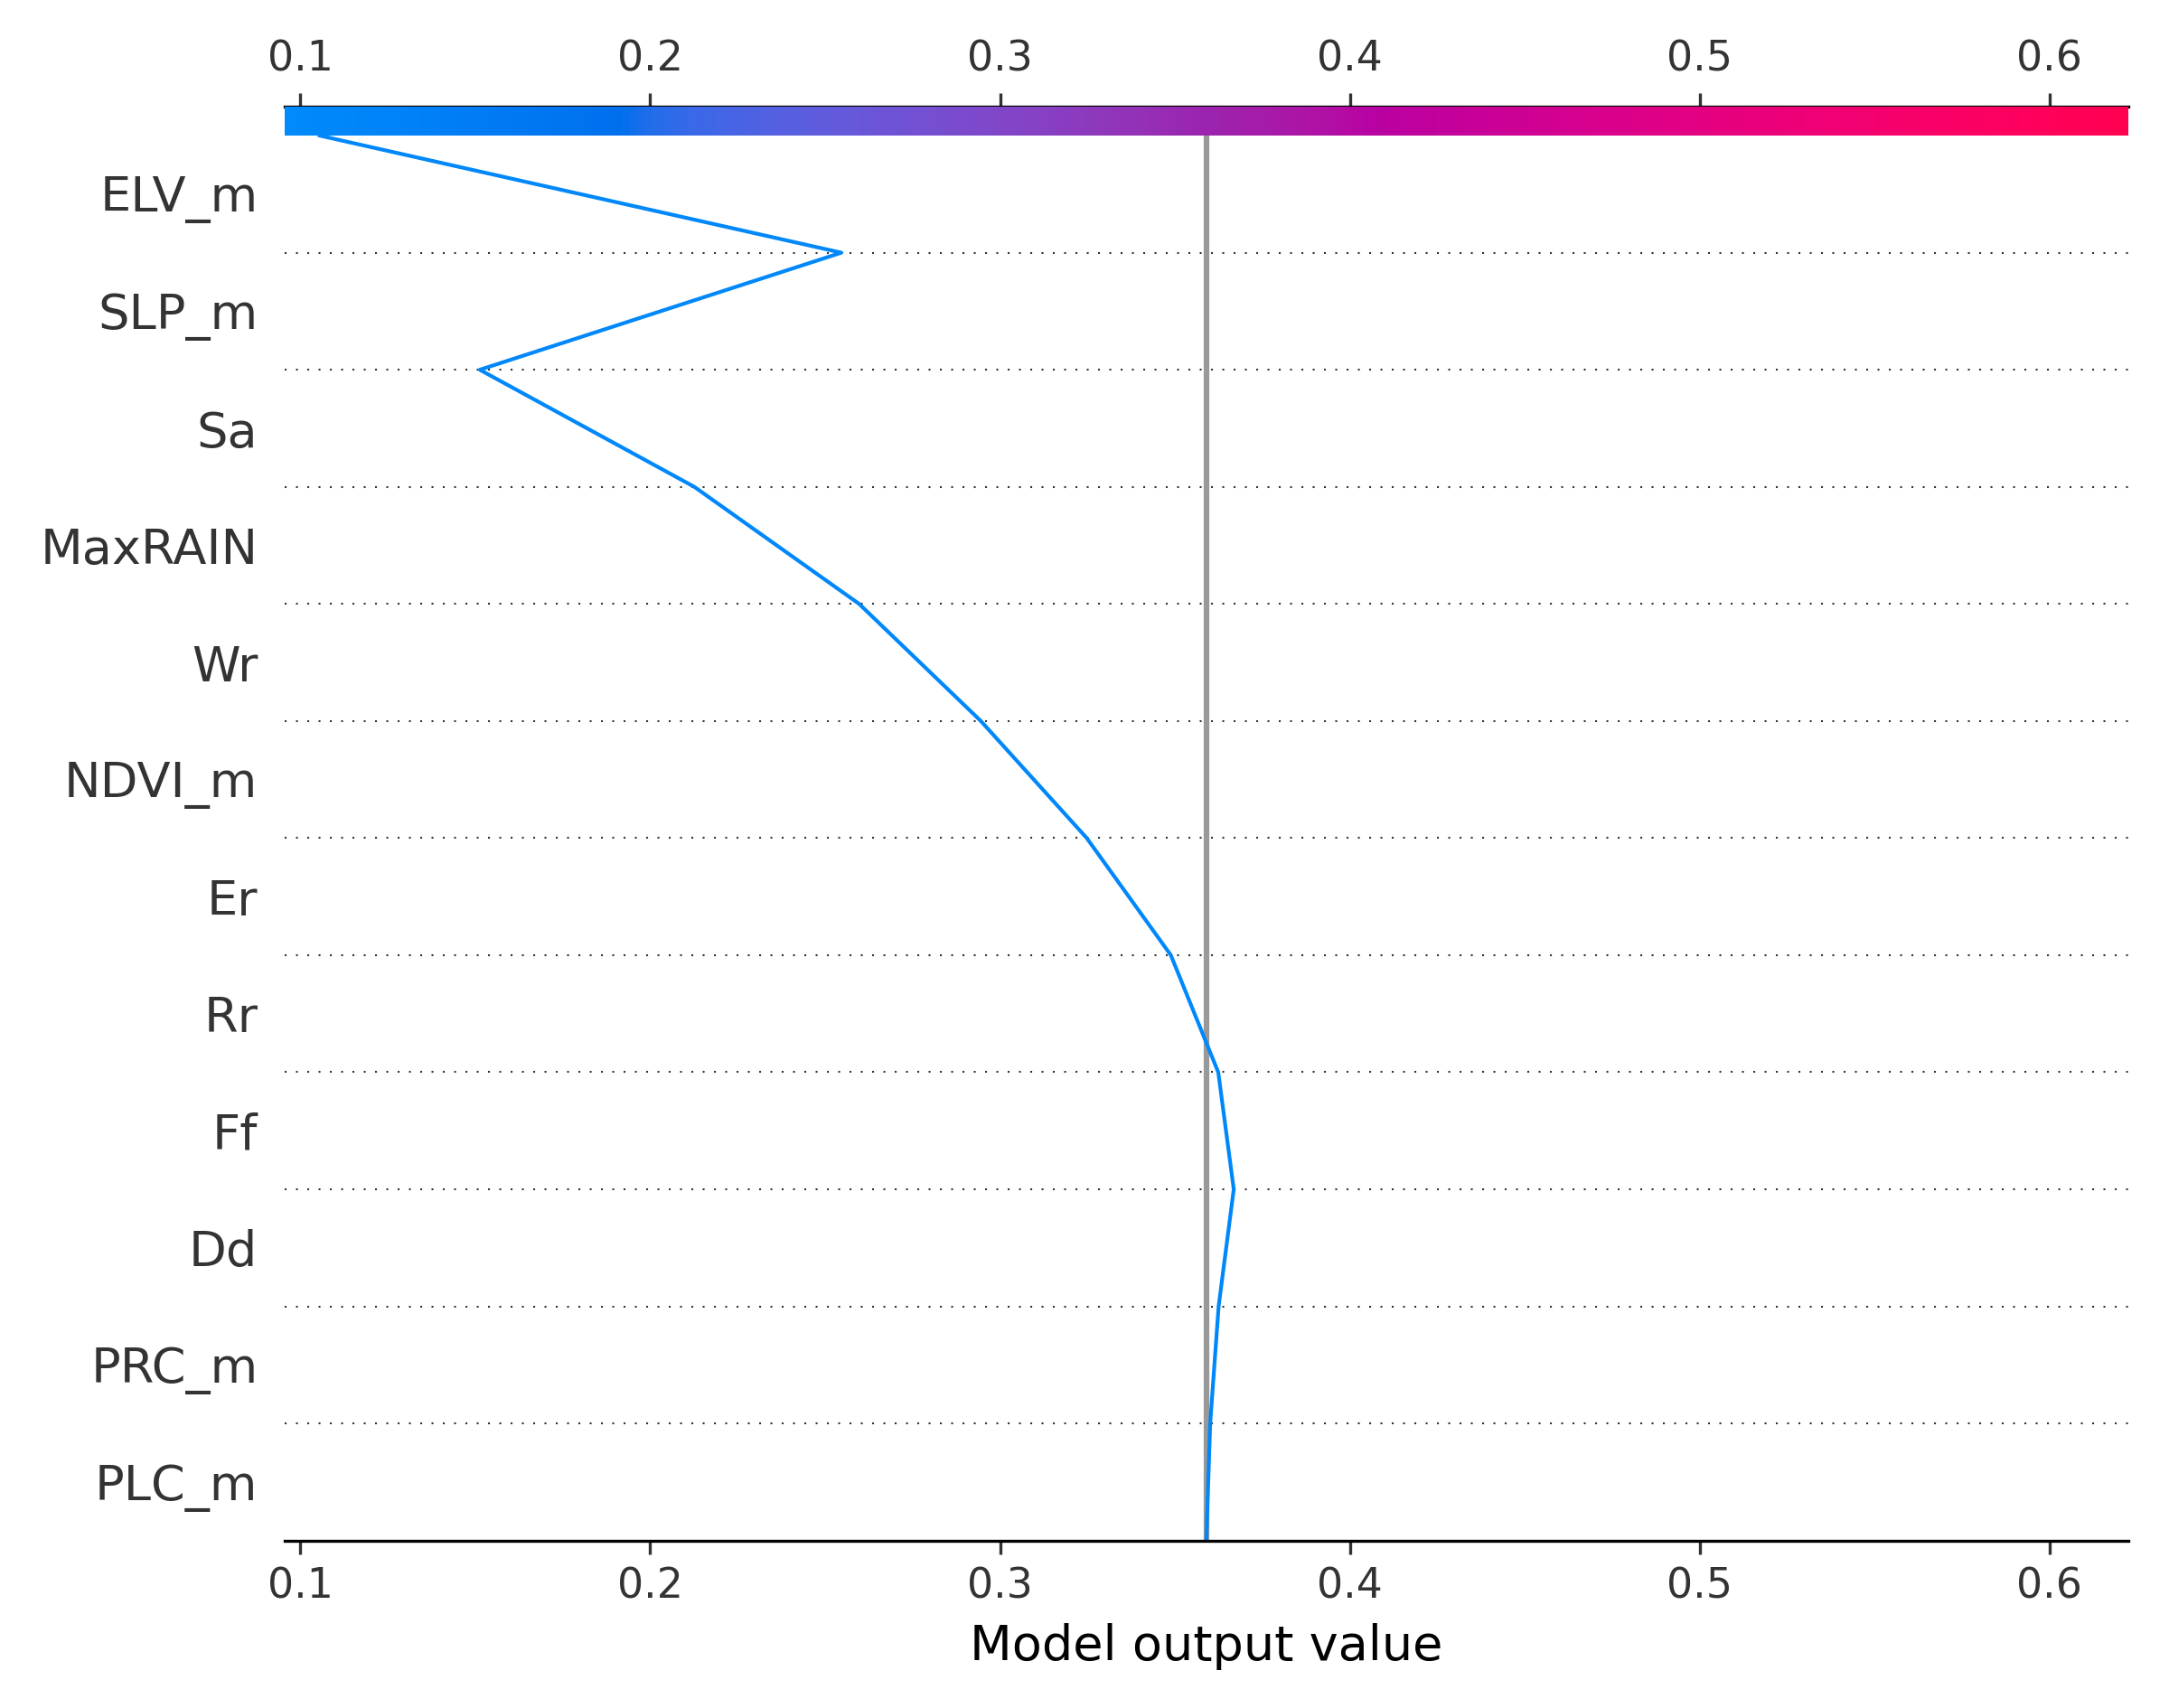 0.1 0.2 0.3 0.4 0.5 0.6
ELV_m
SLP_m
Sa
MaxRAIN
Wr
NDVI_m
Er
Rr
Ff
Dd
PRC_m
PLC_m
0.1 0.2 0.3 0.4 0.5 0.6
Model output value